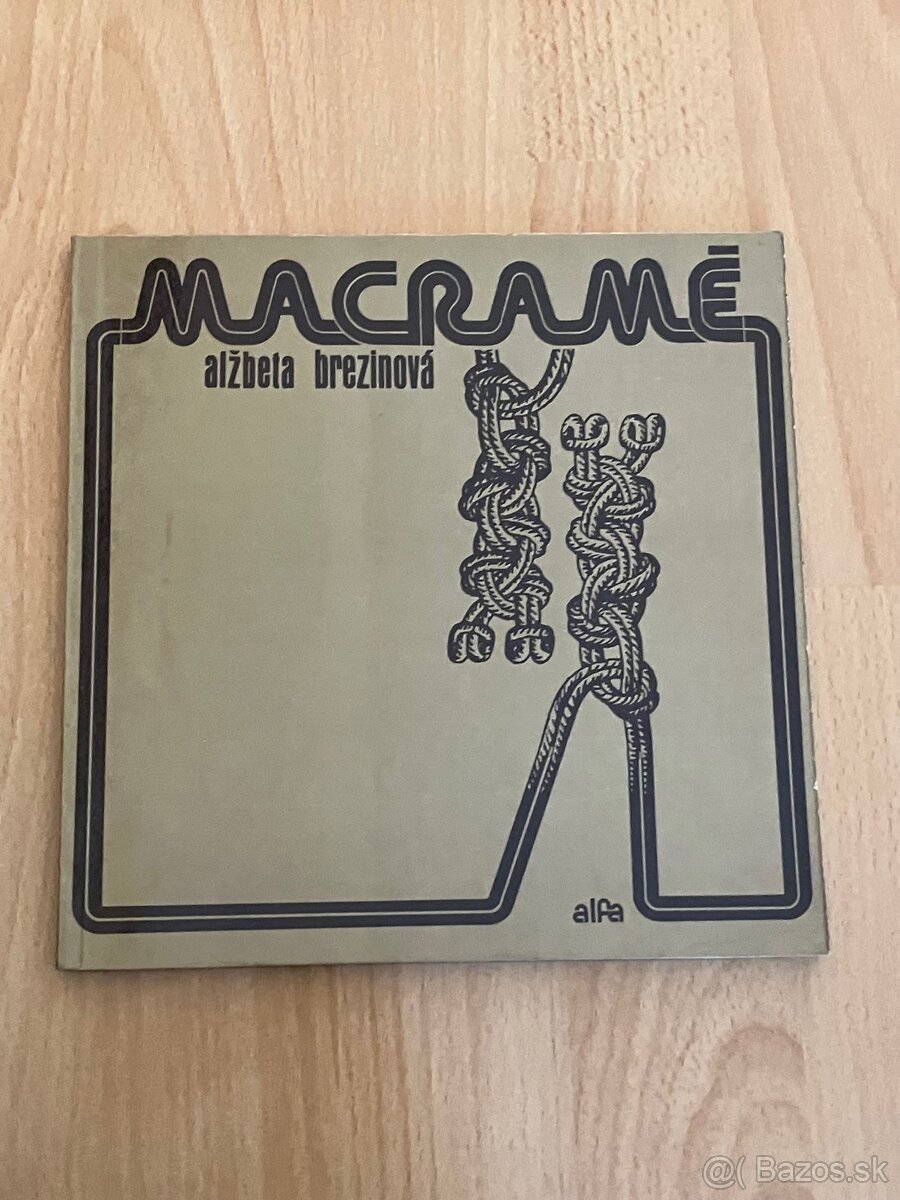 MACRAMÉ
alžbeta brezinová
alfa
@( Bazos.sk